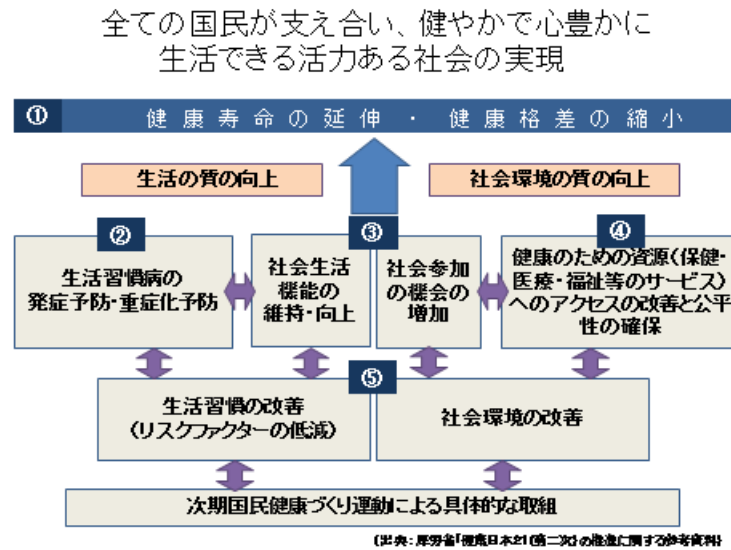 全ての国民が支え合い、健やかで心豊かに
生活できる活力ある社会の実現
① 健康寿命の延伸・健康格差の縮小
生活の質の向上
社会環境の質の向上
②
生活習慣病の
発症予防・重症化予防
③
社会生活
機能の
維持・向上
社会参加
の機会の
増加
④
健康のための資源(保健・
医療・福祉等のサービス)
へのアクセスの改善と公平
性の確保
⑤
生活習慣の改善
(リスクファクターの低減)
社会環境の改善
次期国民健康づくり運動による具体的な取組
(出典:厚労省「健康日本21(第二次)の推進に関する参考資料)